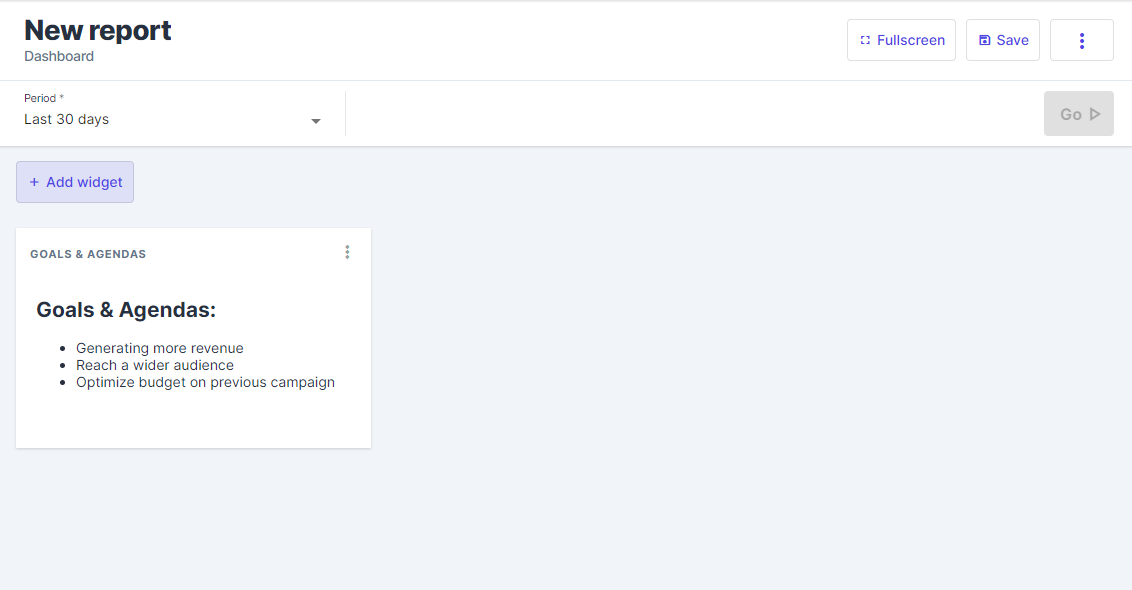 New report
Dashboard
Fullscreen
Save
Period *
Last 30 days
Go
+ Add widget
GOALS & AGENDAS
Goals & Agendas:
• Generating more revenue
• Reach a wider audience
• Optimize budget on previous campaign